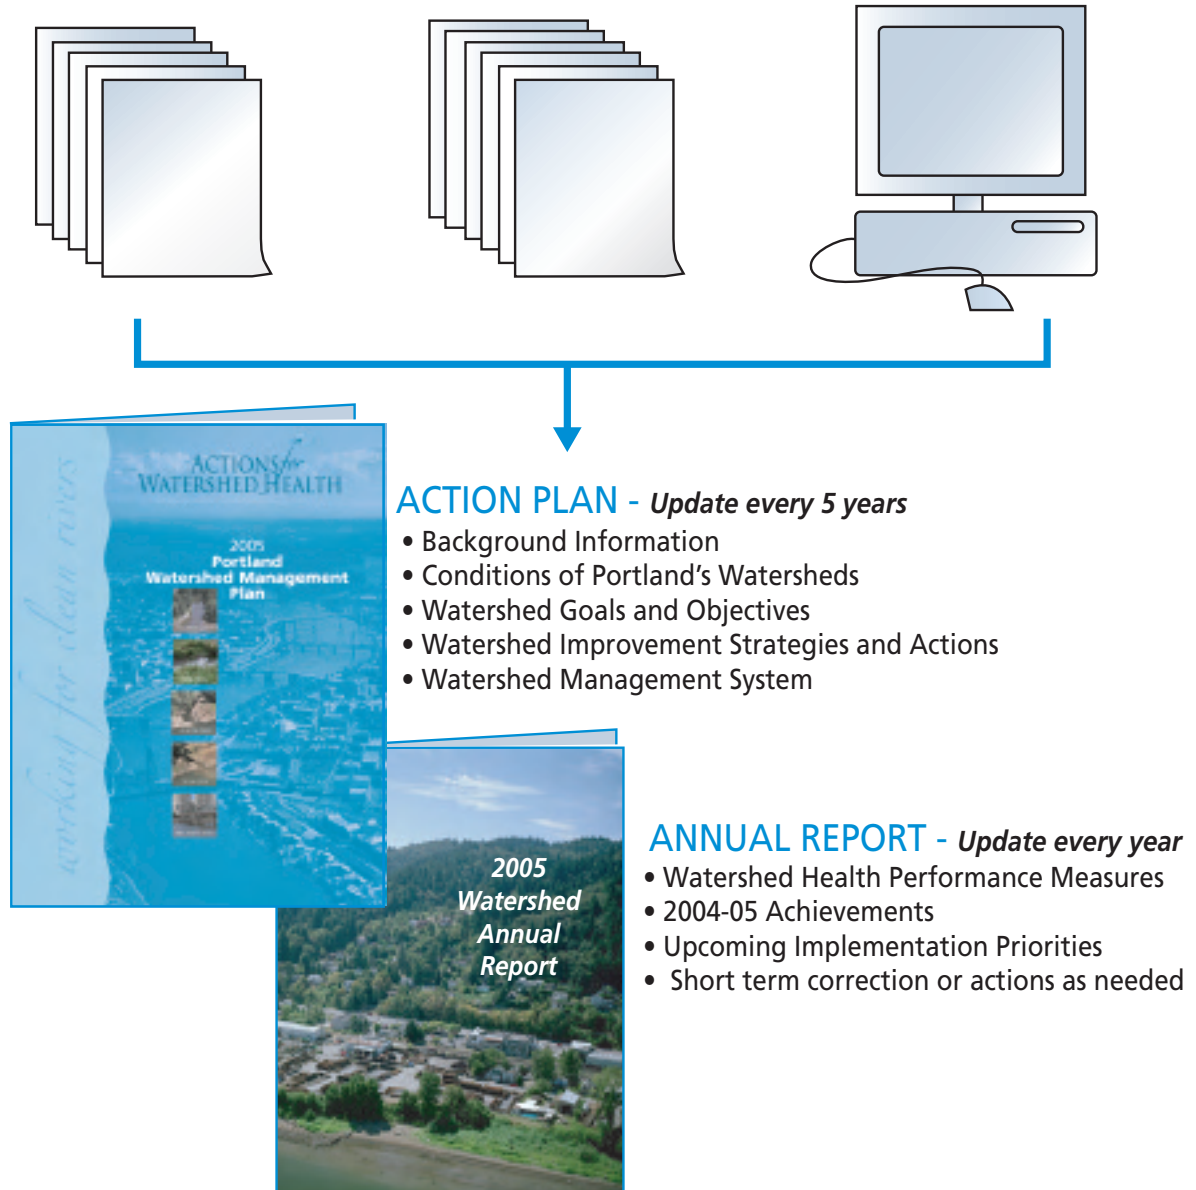 ACTIONS for
WATERSHED HEALTH
2005
Portland
Watershed Management
Plan
working for clean rivers
ACTION PLAN - Update every 5 years
• Background Information
• Conditions of Portland's Watersheds
• Watershed Goals and Objectives
• Watershed Improvement Strategies and Actions
• Watershed Management System
2005
Watershed
Annual
Report
ANNUAL REPORT - Update every year
• Watershed Health Performance Measures
• 2004-05 Achievements
• Upcoming Implementation Priorities
• Short term correction or actions as needed